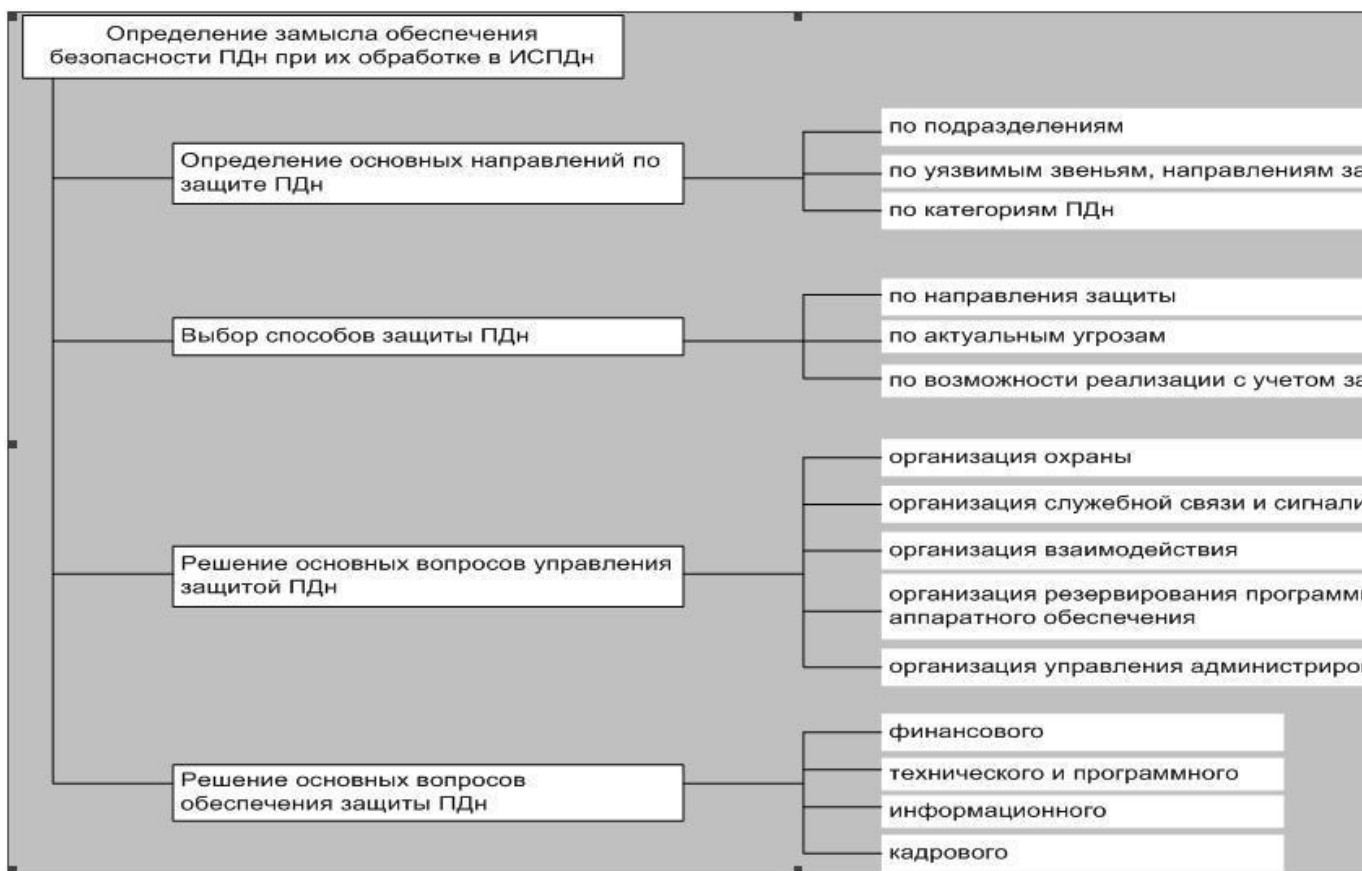 Определение замысла обеспечения
безопасности ПДн при их обработке в ИСПДн
Определение основных направлений по
защите ПДн
по подразделениям
по уязвимым звеньям, направлениям
по категориям ПДн
Выбор способов защиты ПДн
по направления защиты
по актуальным угрозам
по возможности реализации с учетом
Решение основных вопросов управления
защитой ПДн
организация охраны
организация служебной связи и
организация взаимодействия
организация резервирования
аппаратного обеспечения
организация управления
Решение основных вопросов
обеспечения защиты ПДн
финансового
технического и программного
информационного
кадрового